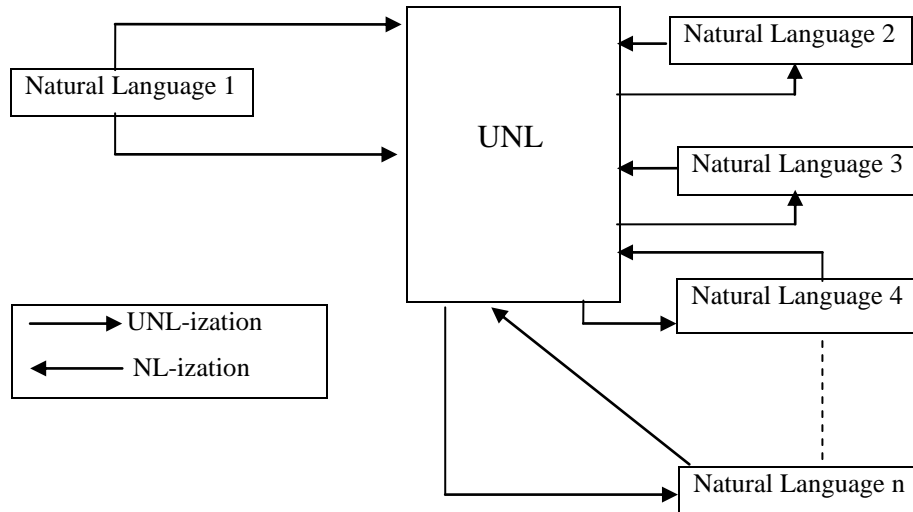 Natural Language 2
Natural Language 1
UNL
Natural Language 3
Natural Language 4
UNL-ization
NL-ization
Natural Language n